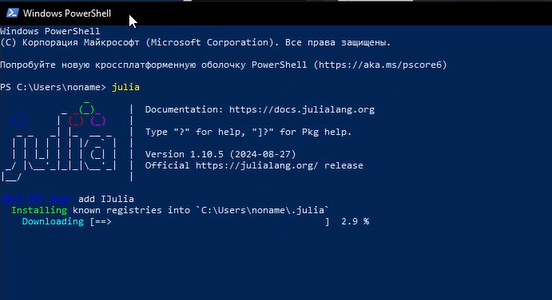 Windows PowerShell
Windows PowerShell
(C) Корпорация Майкрософт (Microsoft Corporation). Все права защищены.
Попробуйте новую кроссплатформенную оболочку PowerShell (https://aka.ms/pscore6)
PS C:\Users\noname> julia
Documentation: https://docs.julialang.org
Type "?" for help, "]?" for Pkg help.
Version 1.10.5 (2024-08-27)
Official https://julialang.org/ release
add IJulia
Installing known registries into `C:\Users\noname\.julia`
Downloading [==> ] 2.9 %